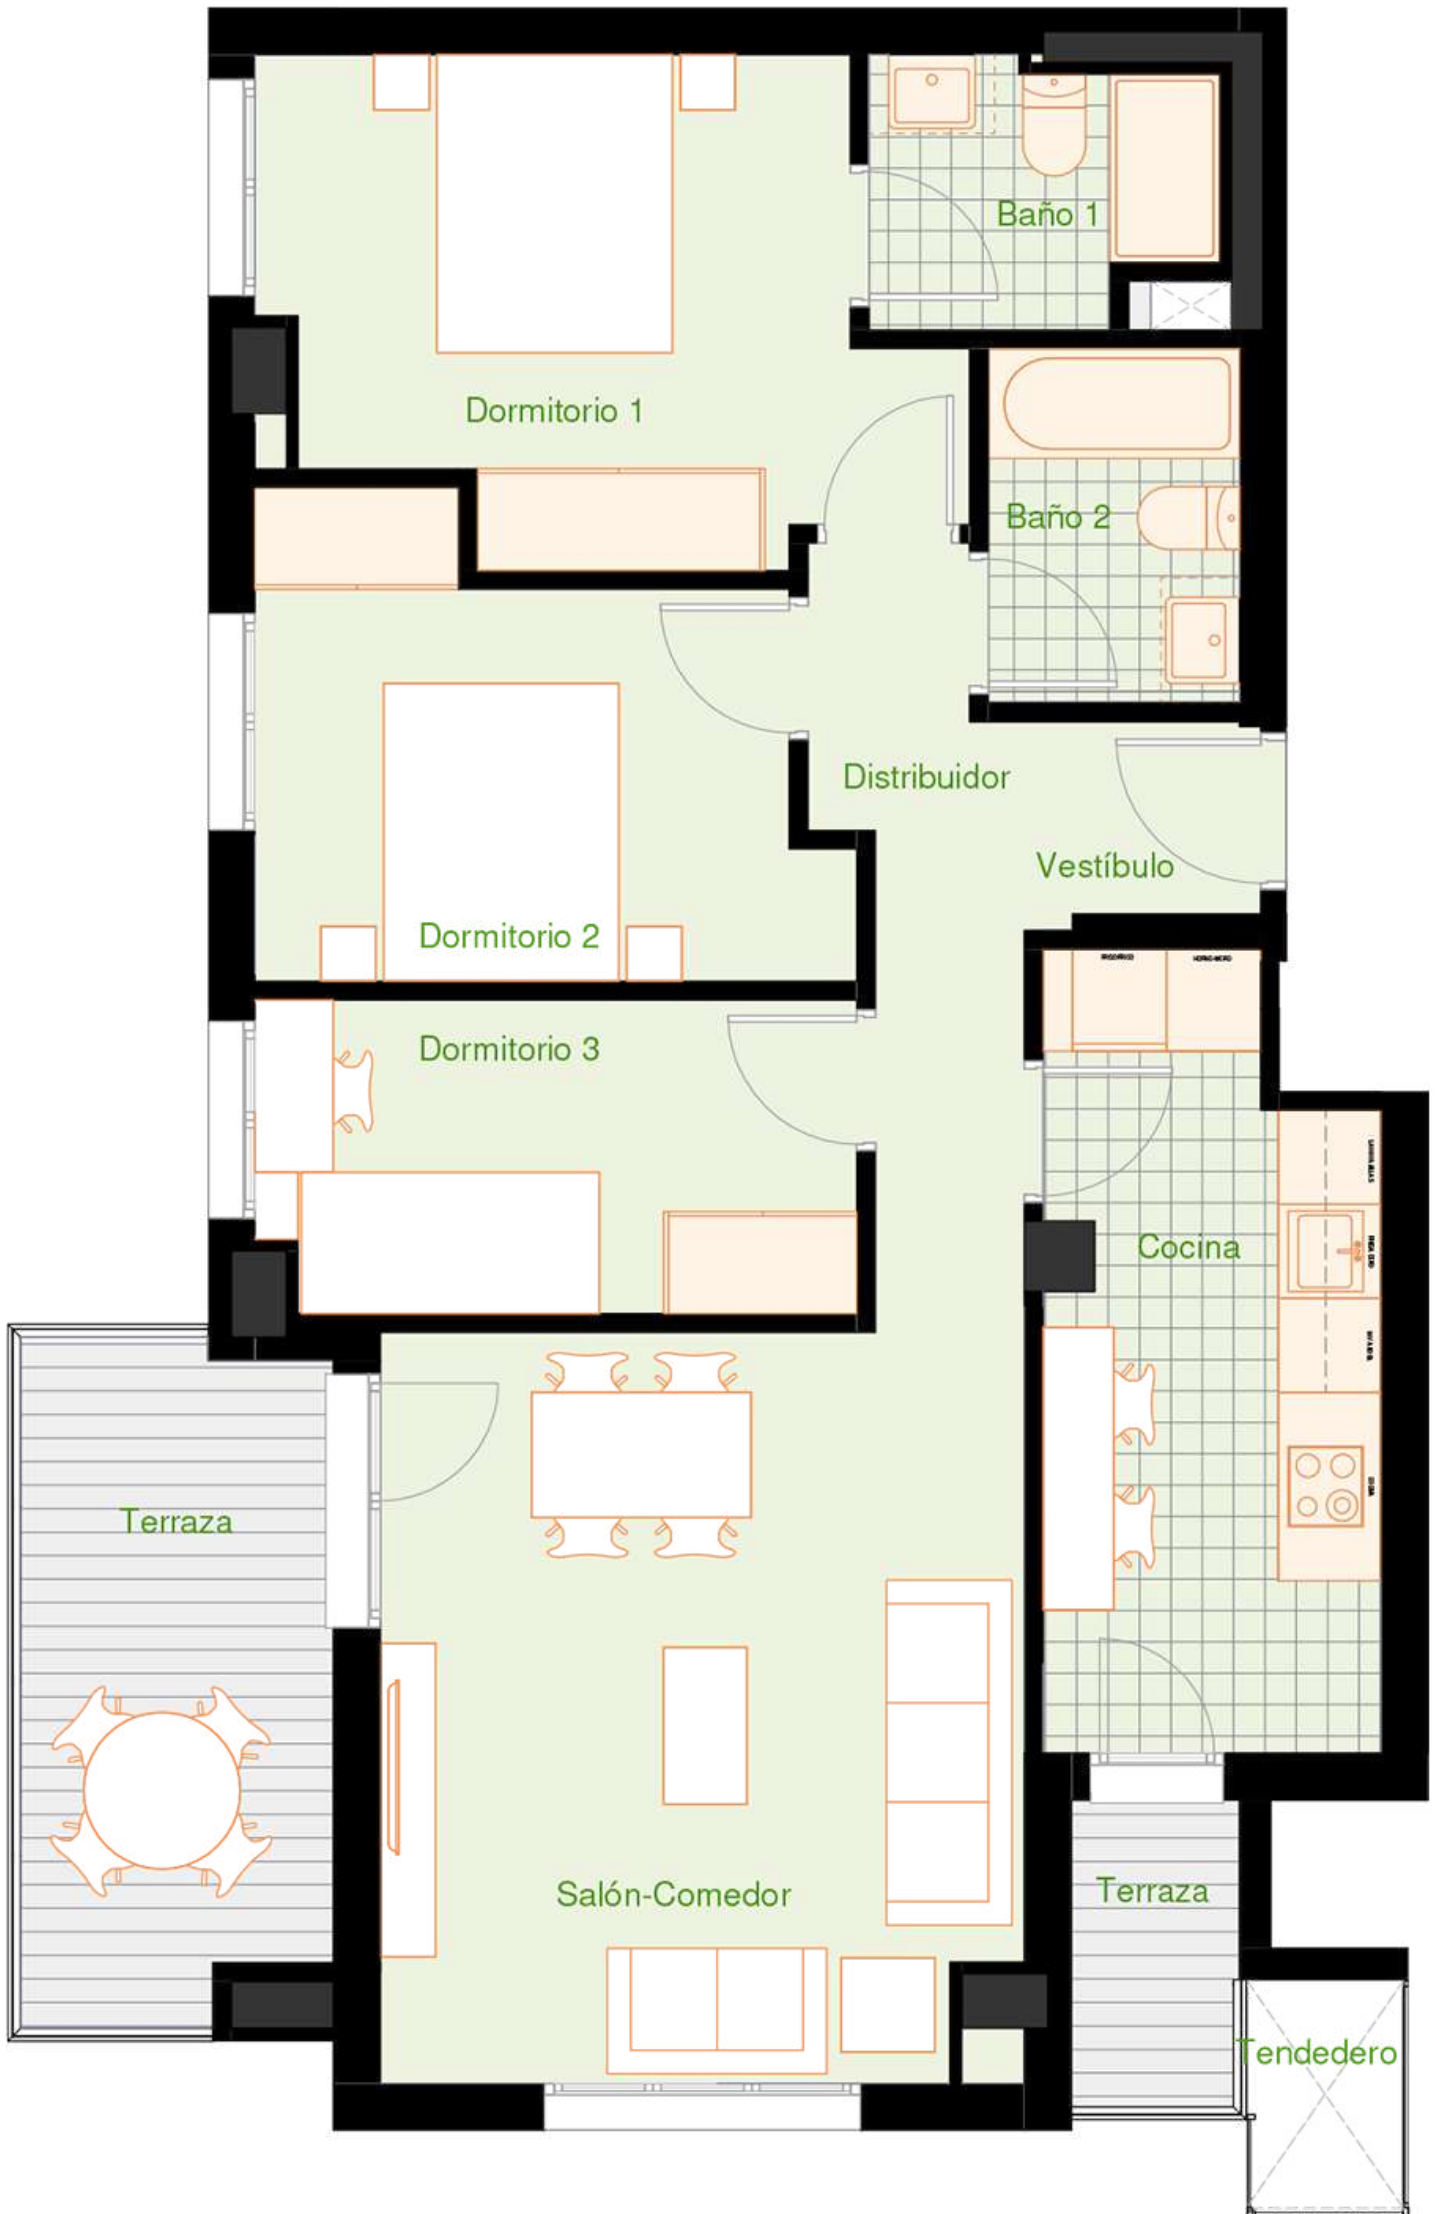 Baño 1
Dormitorio 1
Baño 2
Distribuidor
Vestíbulo
Dormitorio 2
Dormitorio 3
Cocina
Terraza
Salón-Comedor
Terraza
Tendedero